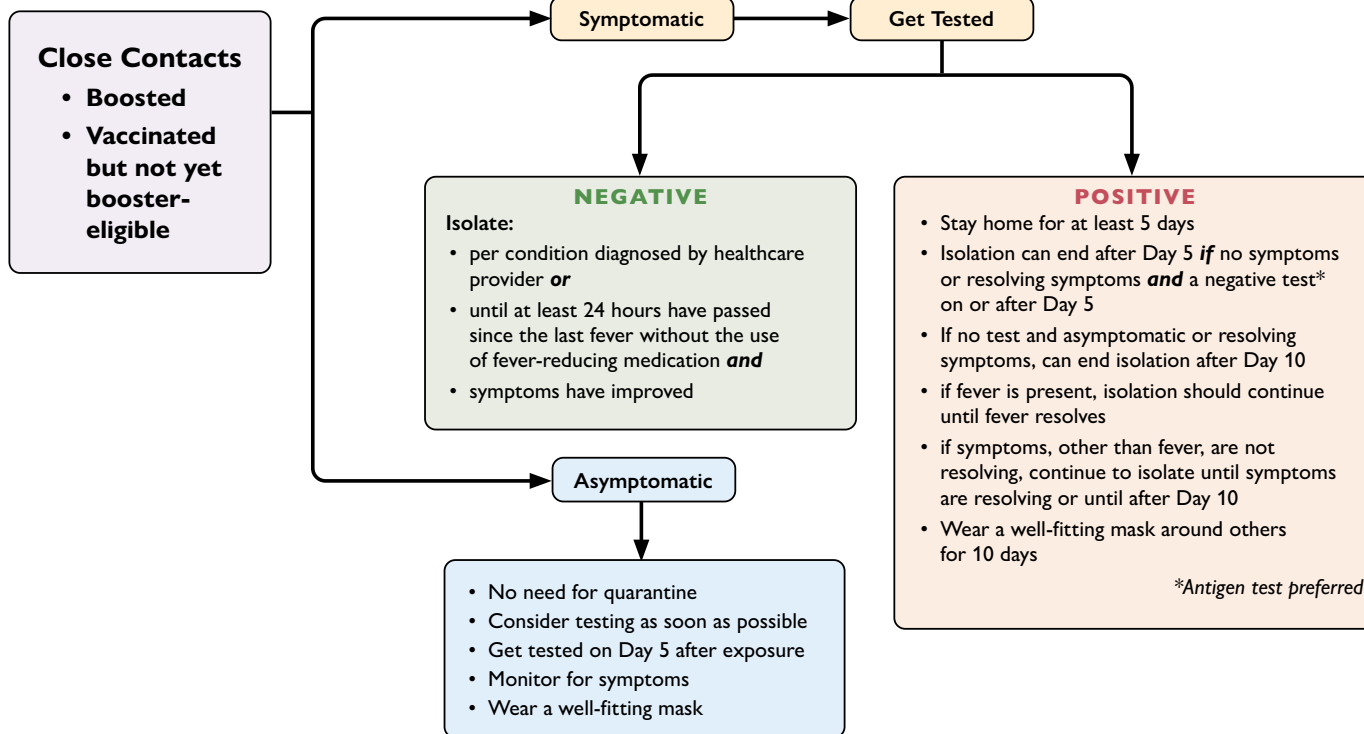 Close Contacts
• Boosted
• Vaccinated
but not yet
booster-
eligible
Symptomatic
Get Tested
NEGATIVE
Isolate:
• per condition diagnosed by healthcare
provider or
• until at least 24 hours have passed
since the last fever without the use
of fever-reducing medication and
• symptoms have improved
POSITIVE
• Stay home for at least 5 days
• Isolation can end after Day 5 if no symptoms
or resolving symptoms and a negative test*
on or after Day 5
• If no test and asymptomatic or resolving
symptoms, can end isolation after Day 10
• if fever is present, isolation should continue
until fever resolves
• if symptoms, other than fever, are not
resolving, continue to isolate until symptoms
are resolving or until after Day 10
• Wear a well-fitting mask around others
for 10 days
*Antigen test preferred
Asymptomatic
• No need for quarantine
• Consider testing as soon as possible
• Get tested on Day 5 after exposure
• Monitor for symptoms
• Wear a well-fitting mask